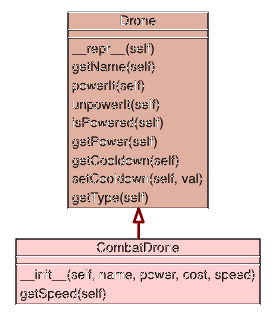 Drone
__repr__(self)
getName(self)
powerIt(self)
unpowerIt(self)
isPowered(self)
getPower(self)
getCooldown(self)
setCooldown(self, val)
getType(self)
CombatDrone
__init__(self, name, power, cost, speed)
getSpeed(self)